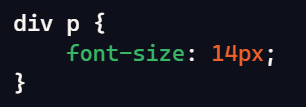 div p {
    font-size: 14px;
}